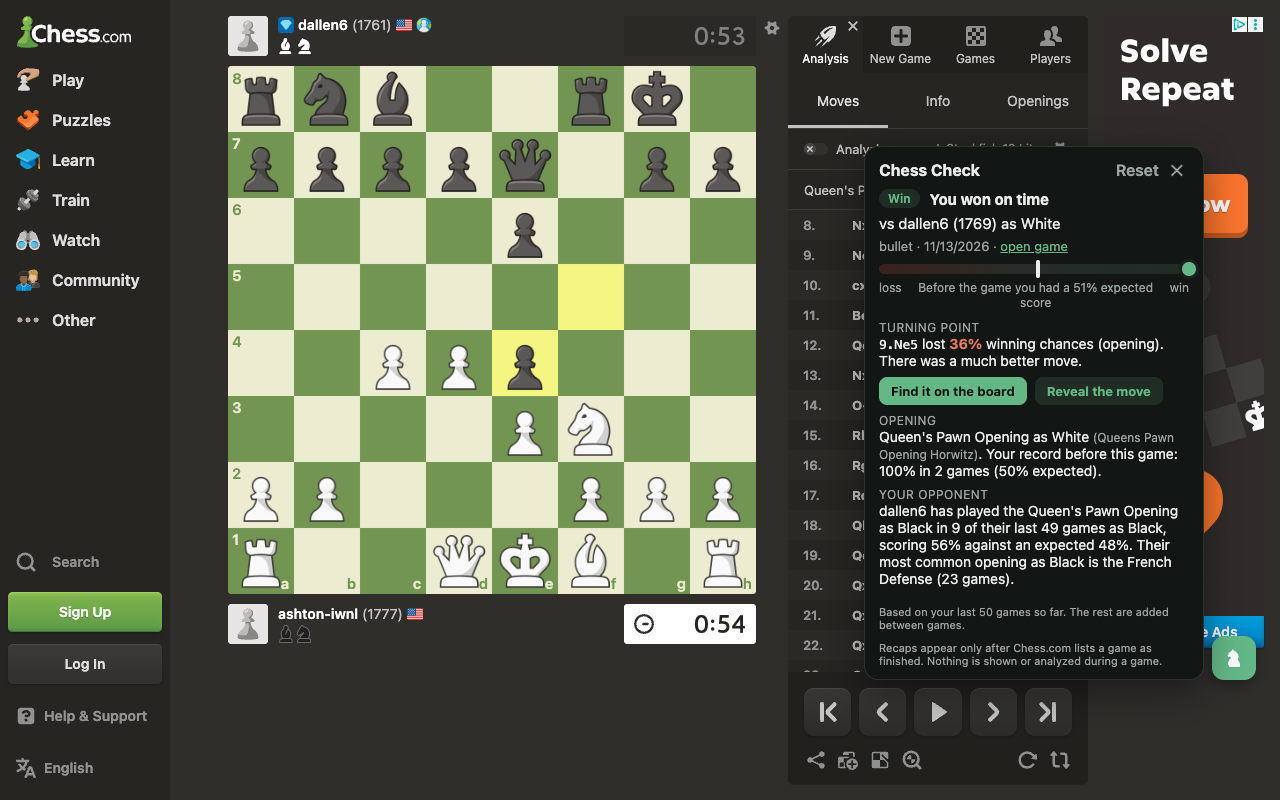 Chess.com
Play
Puzzles
Learn
Train
Watch
Community
Other
Search
Sign Up
Log In
Help & Support
English
dallen6 (1761)
0:53
8
7
6
5
4
3
2
1
a b c d e f g h
ashton-iwnl (1777)
0:54
Analysis
New Game
Games
Players
Moves
Info
Openings
Queen's P
8.
9.
10.
11.
12.
13.
14.
15.
16.
17.
18.
19.
20.
21.
22.
Chess Check
Reset
Win You won on time
vs dallen6 (1769) as White
bullet · 11/13/2026 · open game
loss
Before the game you had a 51% expected
score
win
TURNING POINT
9.Ne5 lost 36% winning chances (opening).
There was a much better move.
Find it on the board
Reveal the move
OPENING
Queen's Pawn Opening as White (Queens Pawn
Opening Horwitz). Your record before this game:
100% in 2 games (50% expected).
YOUR OPPONENT
dallen6 has played the Queen's Pawn Opening
as Black in 9 of their last 49 games as Black,
scoring 56% against an expected 48%. Their
most common opening as Black is the French
Defense (23 games).
Based on your last 50 games so far. The rest are added
between games.
Recaps appear only after Chess.com lists a game as
finished. Nothing is shown or analyzed during a game.
Solve
Repeat
ow
Ads